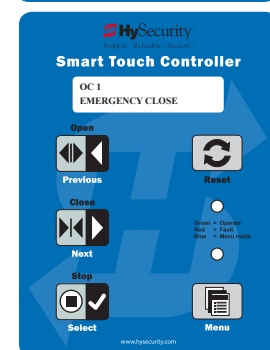 HySecurity
Simple. Reliable. Secure.
Smart Touch Controller
OC 1
EMERGENCY CLOSE
Open
Previous
Reset
Close
Next
Green = Operate
Red = Fault
Blue = Menu mode
Stop
Select
Menu
www.hysecurity.com